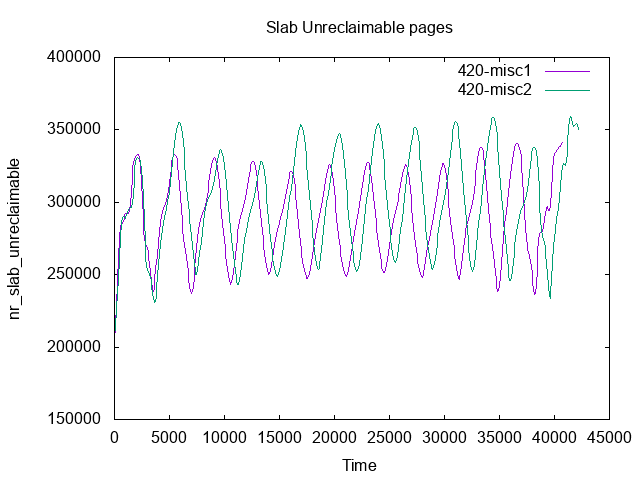 Slab Unreclaimable pages
400000
350000
300000
250000
200000
150000
nr_slab_unreclaimable
420-misc1
420-misc2
0 5000 10000 15000 20000 25000 30000 35000 40000 45000
Time